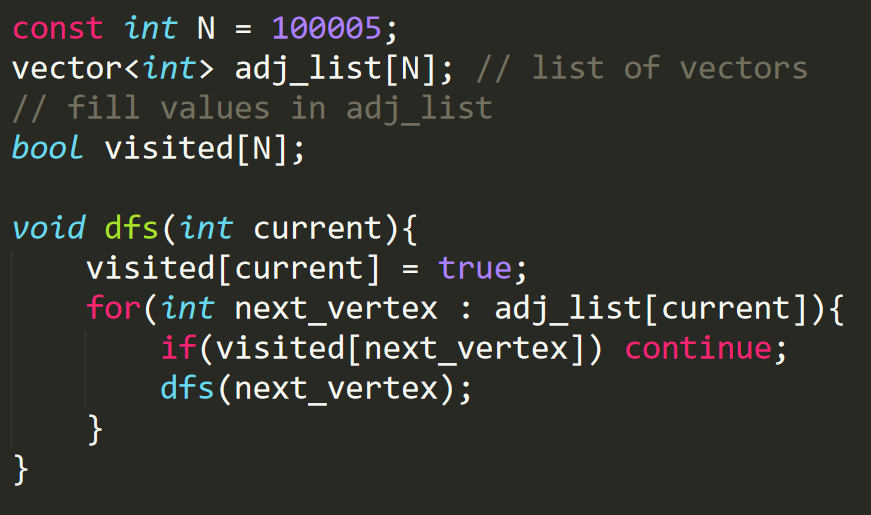 const int N = 100005;
vector<int> adj_list[N]; // list of vectors
// fill values in adj_list
bool visited[N];

void dfs(int current){
    visited[current] = true;
    for(int next_vertex : adj_list[current]){
        if(visited[next_vertex]) continue;
        dfs(next_vertex);
    }
}